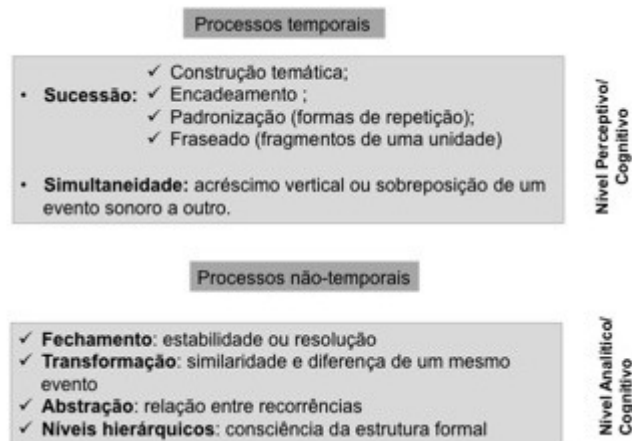 Processos temporais
✓ Construção temática;
• Sucessão: ✓ Encadeamento ;
✓ Padronização (formas de repetição);
✓ Fraseado (fragmentos de uma unidade)
• Simultaneidade: acréscimo vertical ou sobreposição de um
evento sonoro a outro.
Nível Perceptivo/
Cognitivo
Processos não-temporais
✓ Fechamento: estabilidade ou resolução
✓ Transformação: similaridade e diferença de um mesmo
evento
✓ Abstração: relação entre recorrências
✓ Níveis hierárquicos: consciência da estrutura formal
Nível Analítico/
Cognitivo